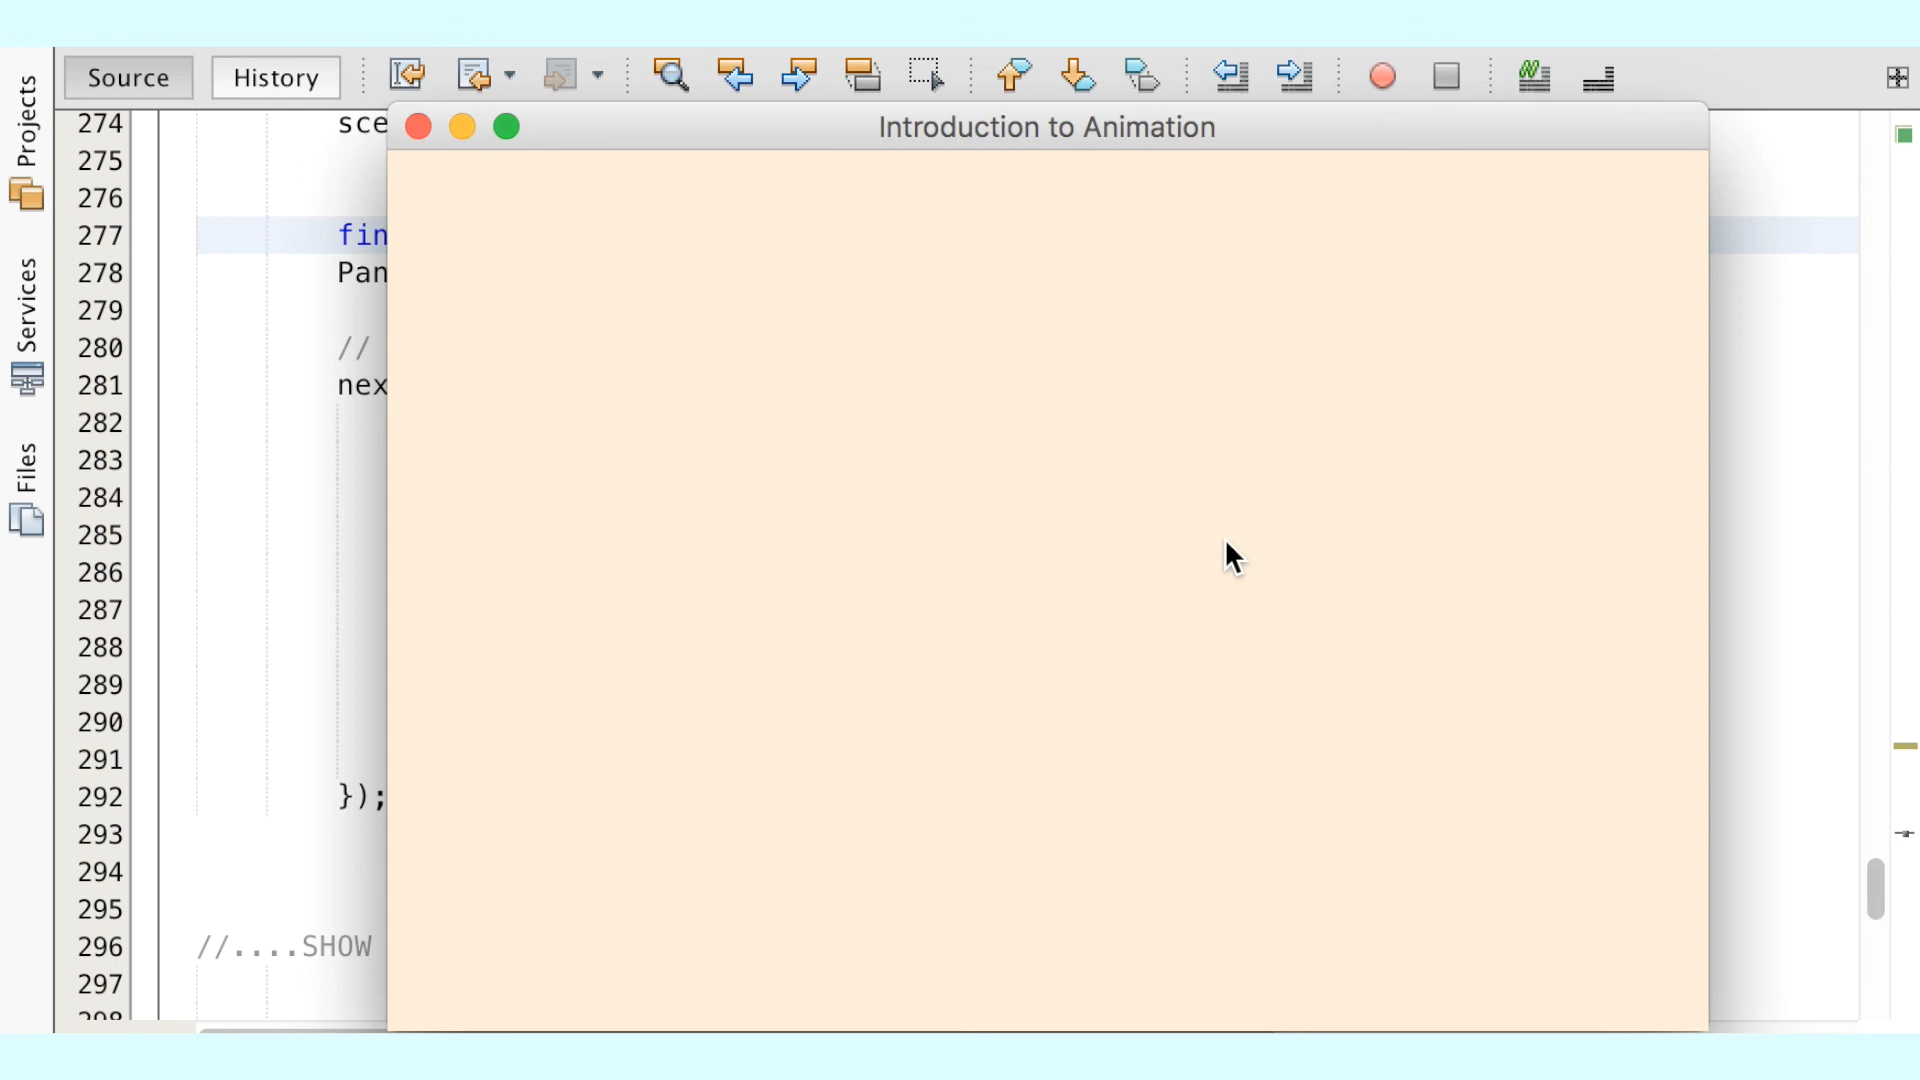 Source History
Projects
Services
Files
Introduction to Animation
274 sce
275
276
277 fin
278 Pan
279
280 //
281 nex
282
283
284
285
286
287
288
289
290
291
292 });
293
294
295
296 //....SHOW
297
298